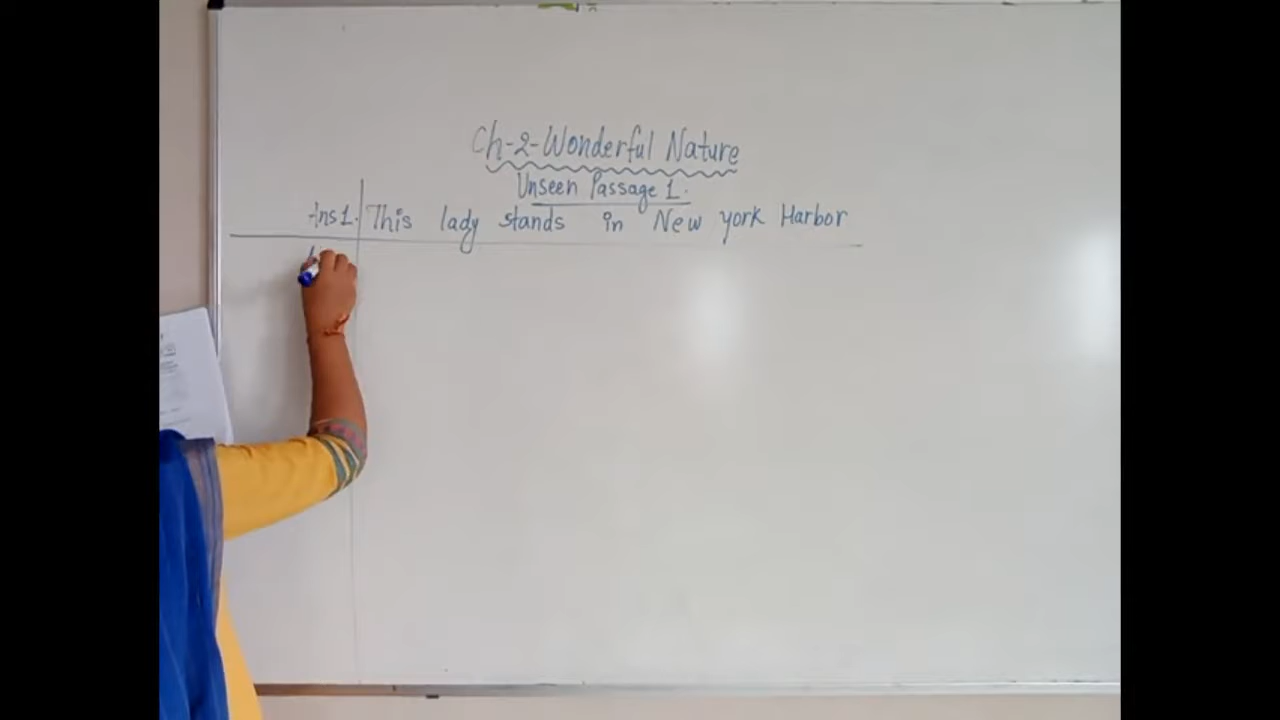 Ch-2-Wonderful Nature
Unseen Passage 1.
Ans1. This lady stands in New york Harbor